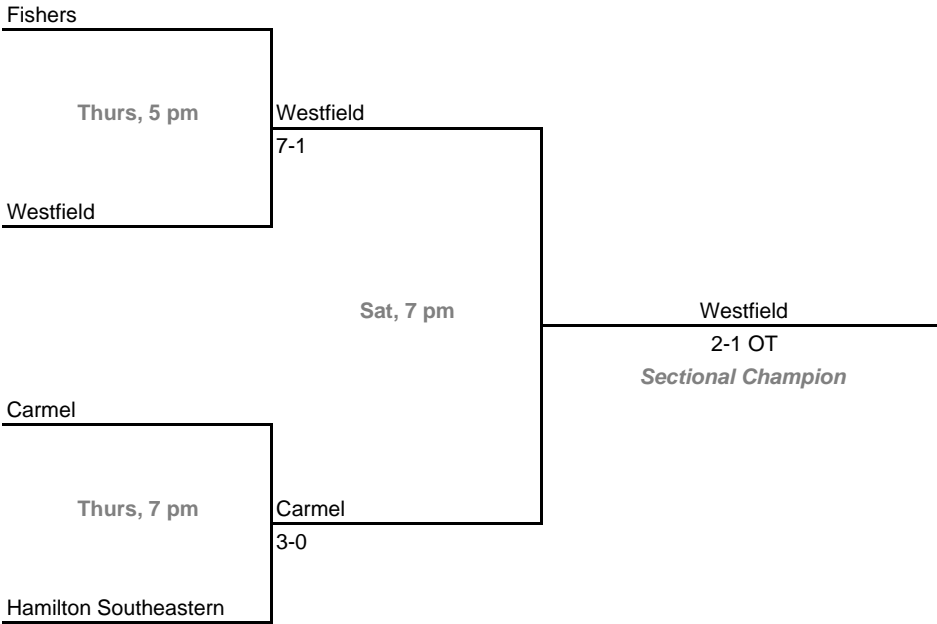 Fishers
Thurs, 5 pm
Westfield
7-1
Westfield
Sat, 7 pm
Westfield
2-1 OT
Sectional Champion
Carmel
Thurs, 7 pm
Carmel
3-0
Hamilton Southeastern